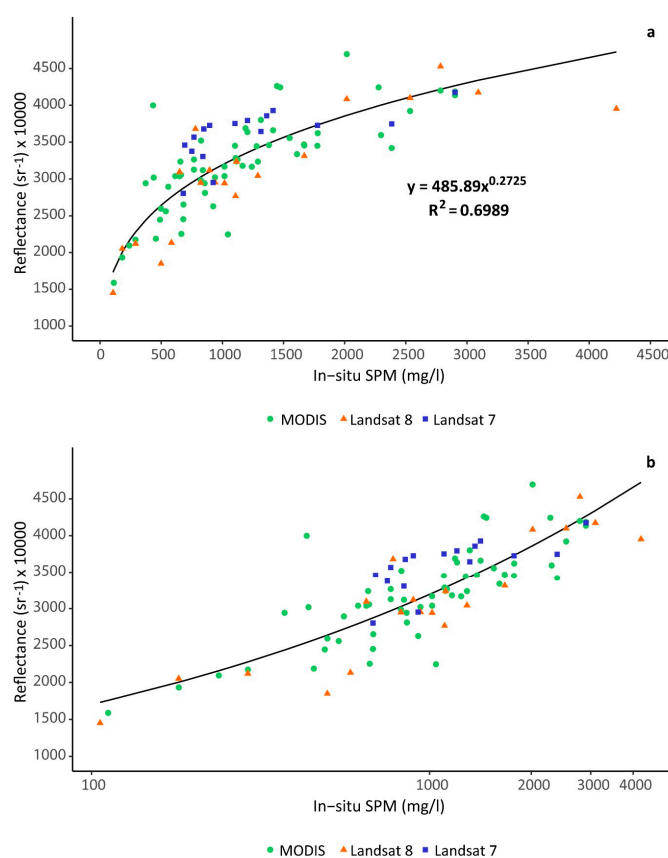 a
4500
4000
3500
3000
2500
2000
1500
1000
Reflectance (sr-1) x 10000
y = 485.89x0.2725
R2 = 0.6989
0 500 1000 1500 2000 2500 3000 3500 4000 4500
In−situ SPM (mg/l)
MODIS Landsat 8 Landsat 7
b
4500
4000
3500
3000
2500
2000
1500
1000
Reflectance (sr-1) x 10000
100 1000 2000 3000 4000
In−situ SPM (mg/l)
MODIS Landsat 8 Landsat 7